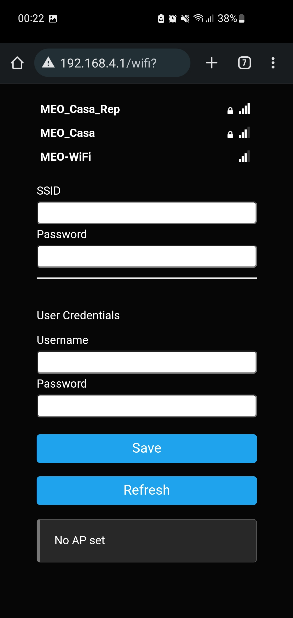 00:22 38%
192.168.4.1/wifi? 7
MEO_Casa_Rep
MEO_Casa
MEO-WiFi
SSID
Password
User Credentials
Username
Password
Save
Refresh
No AP set